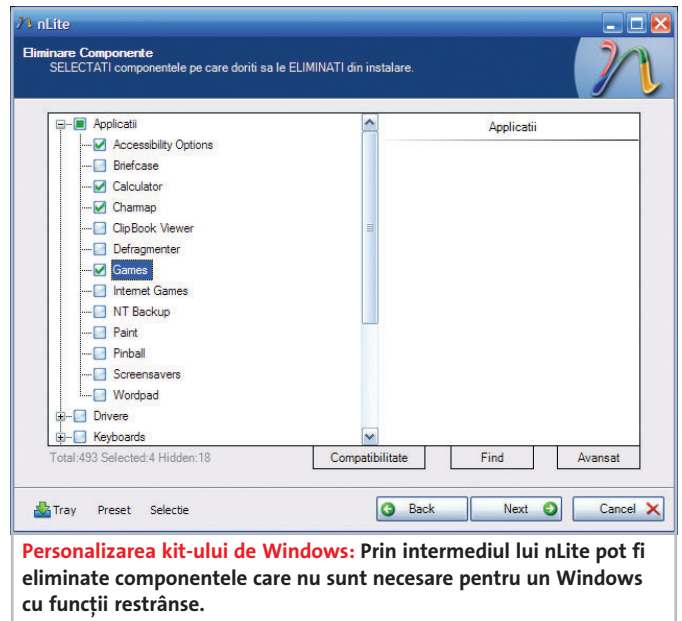 nLite
Eliminare Componente
SELECTATI componentele pe care doriti sa le ELIMINATI din instalare.
Applicatii
Accessibility Options
Briefcase
Calculator
Charmap
ClipBook Viewer
Defragmenter
Games
Internet Games
NT Backup
Paint
Pinball
Screensavers
Wordpad
Drivere
Keyboards
Applicatii
Total:493 Selected:4 Hidden:18
Compatibilitate
Find
Avansat
Tray
Preset
Selectie
Back
Next
Cancel
Personalizarea kit-ului de Windows: Prin intermediul lui nLite pot fi
eliminate componentele care nu sunt necesare pentru un Windows
cu funcții restrânse.